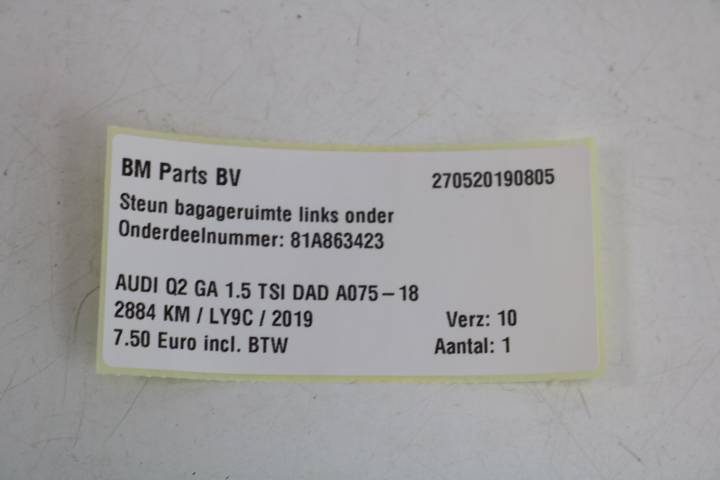 BM Parts BV 270520190805
Steun bagageruimte links onder
Onderdeelnummer: 81A863423
AUDI Q2 GA 1.5 TSI DAD A075-18
2884 KM / LY9C / 2019 Verz: 10
7.50 Euro incl. BTW Aantal: 1